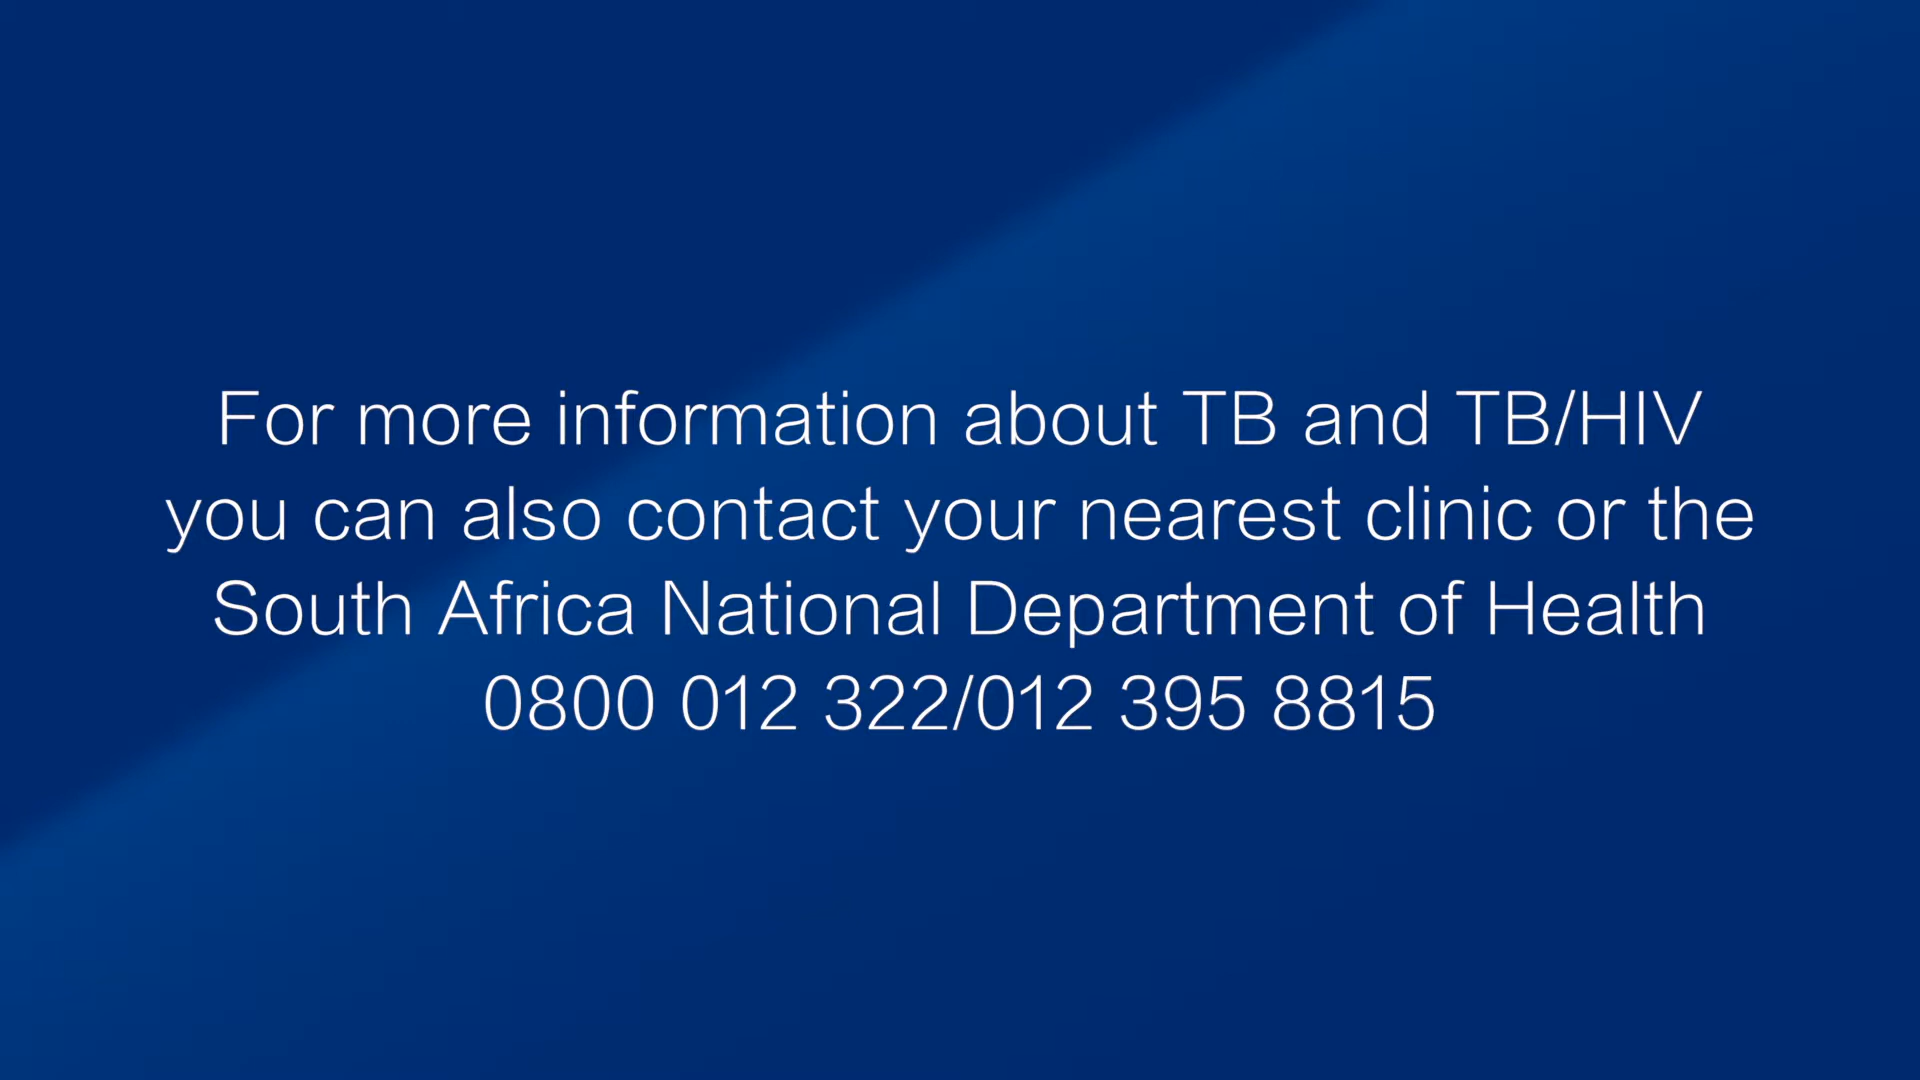 For more information about TB and TB/HIV
you can also contact your nearest clinic or the
South Africa National Department of Health
0800 012 322/012 395 8815